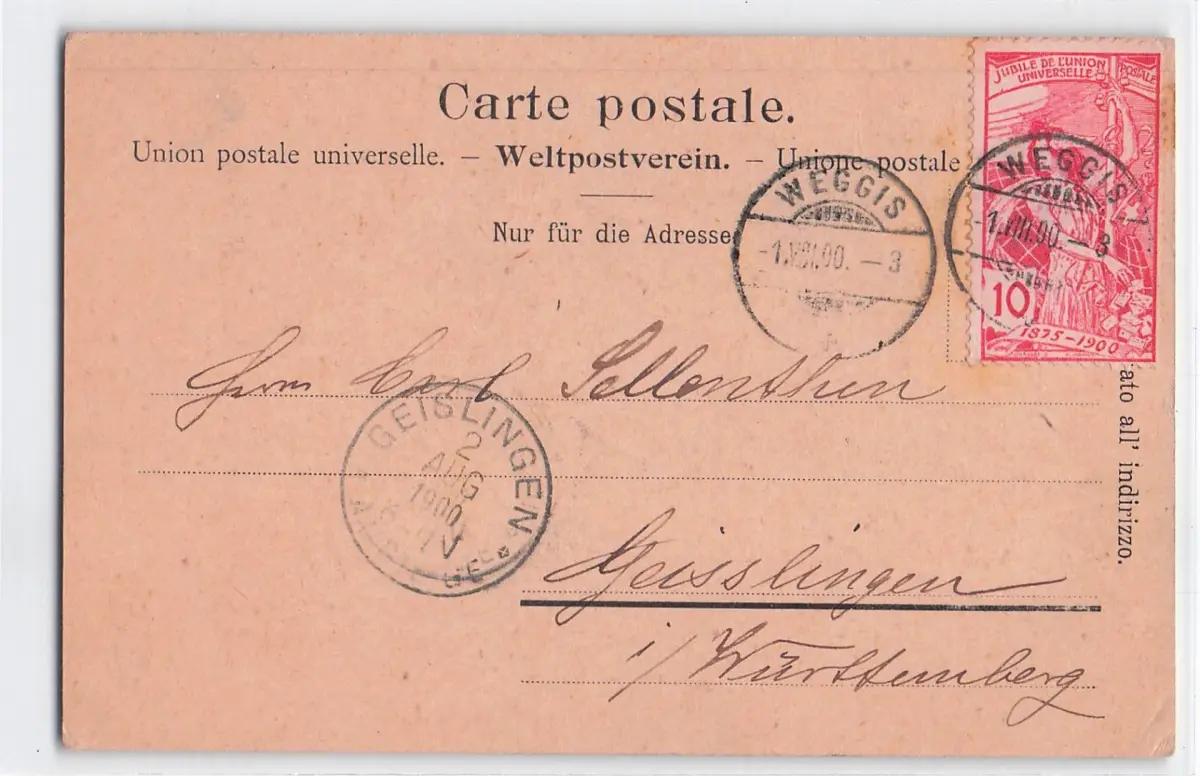 Carte postale.
Union postale universelle. – Weltpostverein. – Unione postale
Nur für die Adresse
ato all' indirizzo.
JUBILÉ DE L'UNION POSTALE
UNIVERSELLE
10
1875-1900
WEGGIS
-1.VIII.00.-3
WEGGIS
-1.VIII.00.-3
Herrn Carl Sellenthin
GEISLINGEN
2
AUG
1900
Geisslingen
i/Württemberg